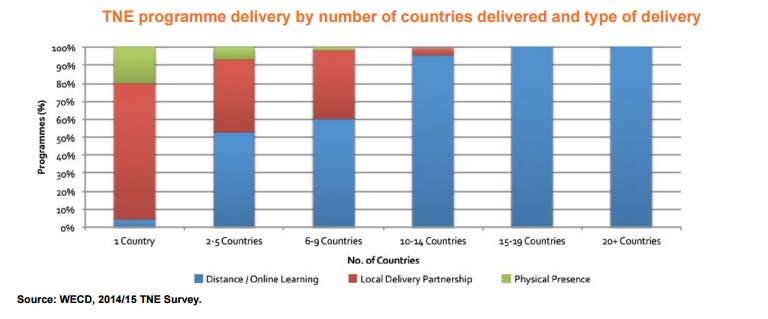 TNE programme delivery by number of countries delivered and type of delivery
100%
90%
80%
70%
60%
50%
40%
30%
20%
10%
0%
Programmes (%)
1 Country 2-5 Countries 6-9 Countries 10-14 Countries 15-19 Countries 20+ Countries
No. of Countries
Distance / Online Learning Local Delivery Partnership Physical Presence
Source: WECD, 2014/15 TNE Survey.